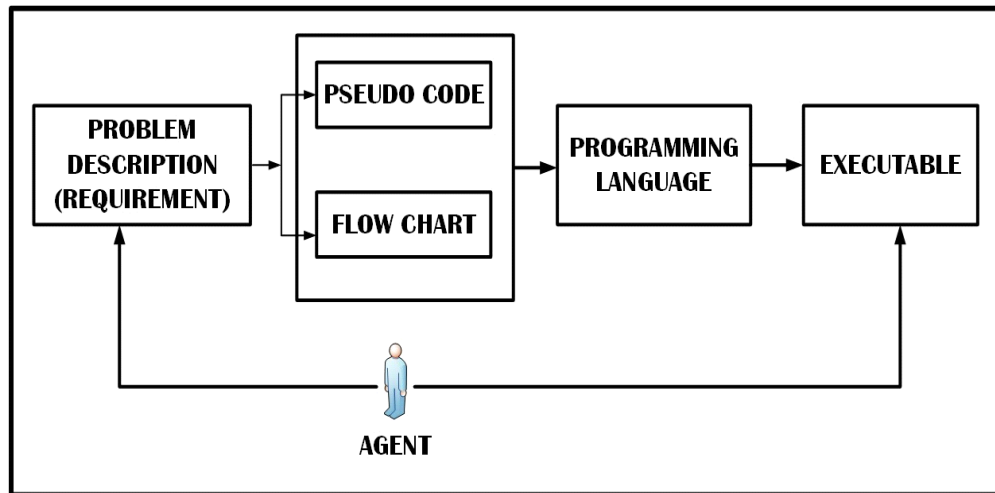 PROBLEM
DESCRIPTION
(REQUIREMENT)
PSEUDO CODE
FLOW CHART
PROGRAMMING
LANGUAGE
EXECUTABLE
AGENT